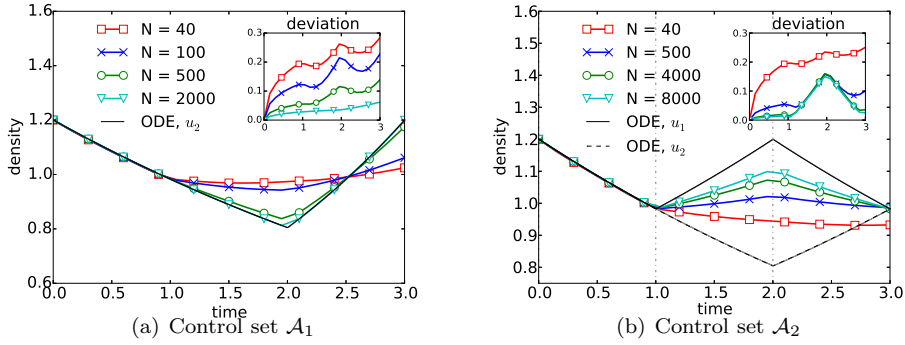 deviation
0.3
0.2
0.1
0.0
0 1 2 3
N = 40
N = 100
N = 500
N = 2000
ODE, u₂
density
1.6
1.4
1.2
1.0
0.8
0.6
0.0 0.5 1.0 1.5 2.0 2.5 3.0
time
(a) Control set 𝒜₁
deviation
0.3
0.2
0.1
0.0
0 1 2 3
N = 40
N = 500
N = 4000
N = 8000
ODE, u₁
ODE, u₂
density
1.6
1.5
1.4
1.3
1.2
1.1
1.0
0.9
0.8
0.0 0.5 1.0 1.5 2.0 2.5 3.0
time
(b) Control set 𝒜₂